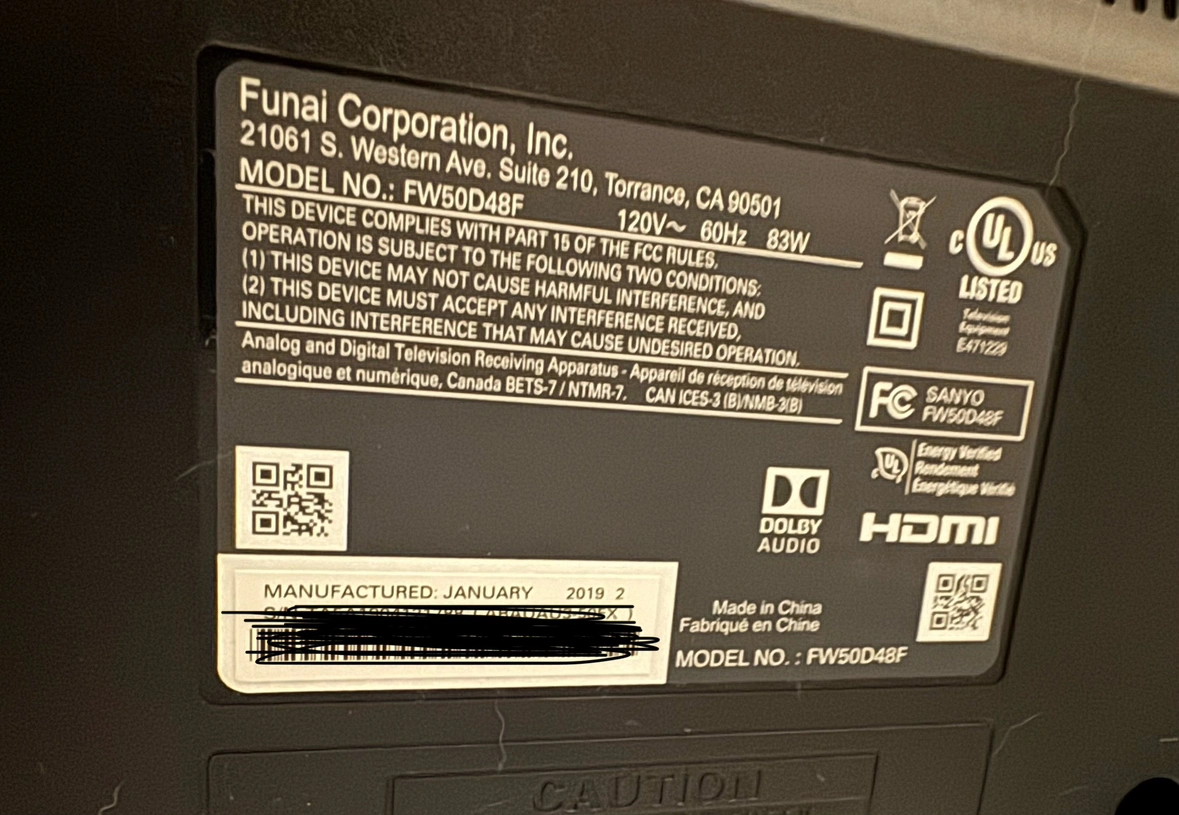 Funai Corporation, Inc.
21061 S. Western Ave. Suite 210, Torrance, CA 90501
MODEL NO.: FW50D48F 120V~ 60Hz 83W
THIS DEVICE COMPLIES WITH PART 15 OF THE FCC RULES.
OPERATION IS SUBJECT TO THE FOLLOWING TWO CONDITIONS:
(1) THIS DEVICE MAY NOT CAUSE HARMFUL INTERFERENCE, AND
(2) THIS DEVICE MUST ACCEPT ANY INTERFERENCE RECEIVED,
INCLUDING INTERFERENCE THAT MAY CAUSE UNDESIRED OPERATION.
Analog and Digital Television Receiving Apparatus - Appareil de réception de télévision
analogique et numérique, Canada BETS-7 / NTMR-7. CAN ICES-3 (B)/NMB-3(B)
C UL US
LISTED
Television
Equipment
E471229
FC SANYO
FW50D48F
UL Energy Verified
Rendement
Énergétique Vérifié
DOLBY
AUDIO
HDMI
MANUFACTURED: JANUARY 2019 2
Made in China
Fabriqué en Chine
MODEL NO. : FW50D48F
CAUTION